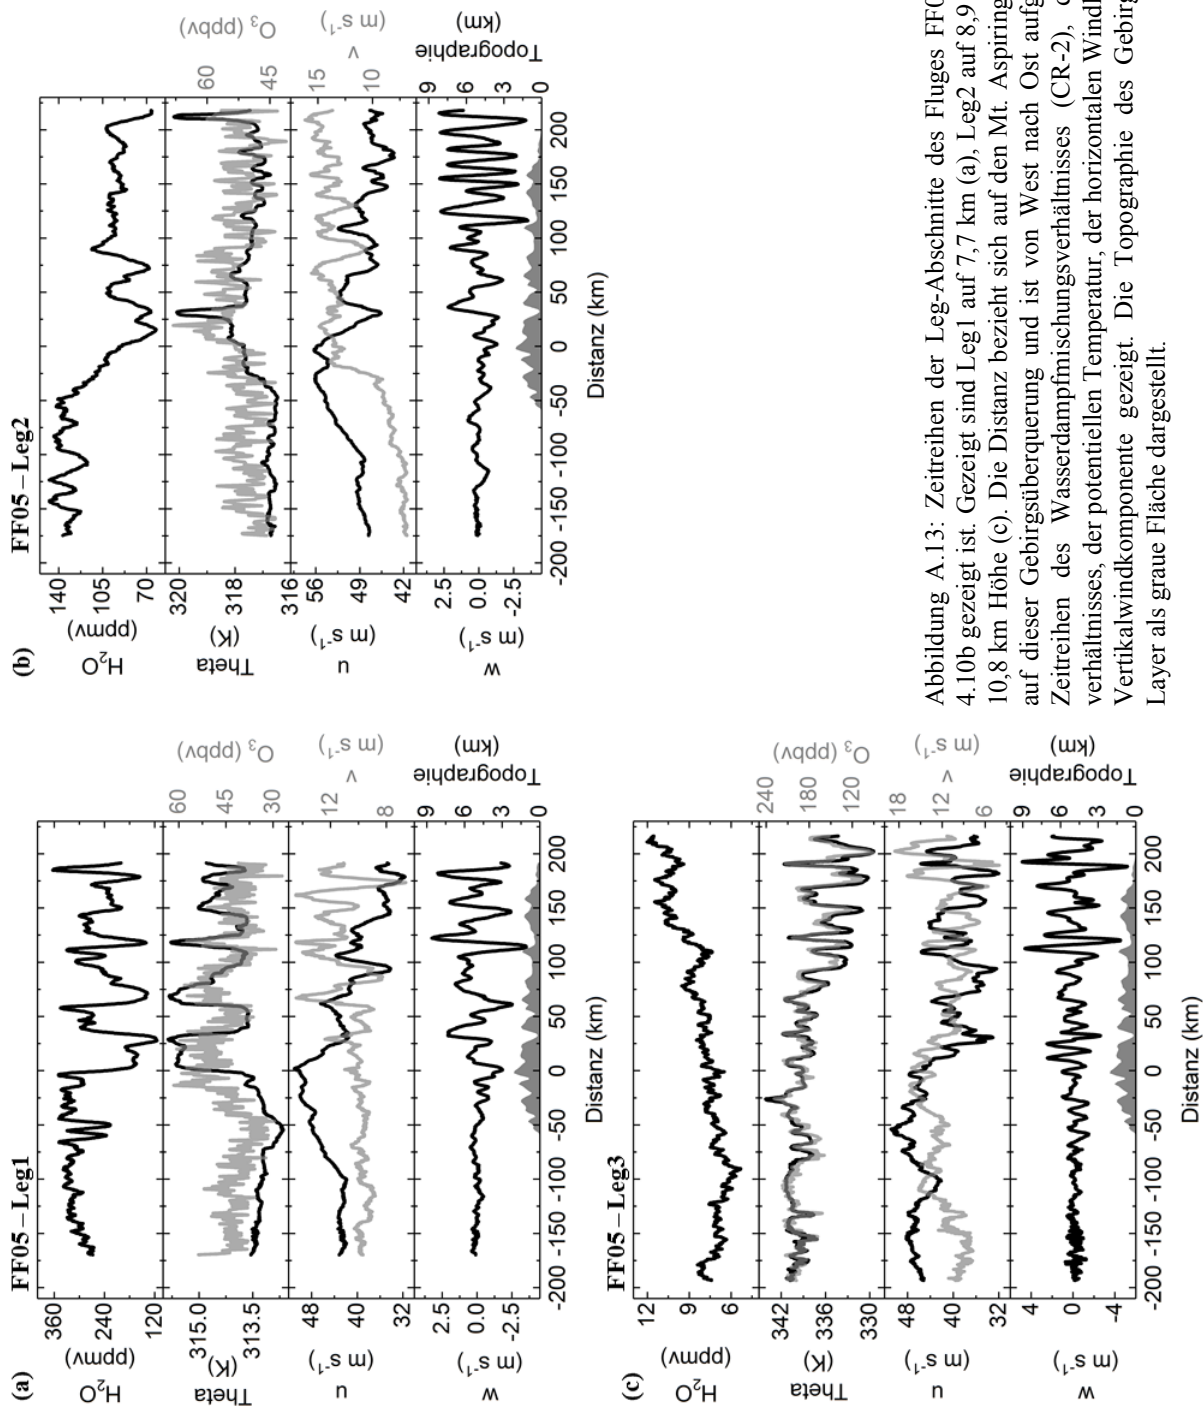 (a)
FF05 – Leg1
H₂O
(ppmv)
360
240
120
Theta
(K)
315.0
313.5
O₃ (ppbv)
60
45
30
u
(m s⁻¹)
48
40
32
v
(m s⁻¹)
12
8
w
(m s⁻¹)
2.5
0.0
-2.5
Topographie
(km)
9
6
3
0
-200 -150 -100 -50 0 50 100 150 200
Distanz (km)
(b)
FF05 – Leg2
H₂O
(ppmv)
140
105
70
Theta
(K)
320
318
316
O₃ (ppbv)
60
45
u
(m s⁻¹)
56
49
42
v
(m s⁻¹)
15
10
w
(m s⁻¹)
2.5
0.0
-2.5
Topographie
(km)
9
6
3
0
-200 -150 -100 -50 0 50 100 150 200
Distanz (km)
(c)
FF05 – Leg3
H₂O
(ppmv)
12
9
6
Theta
(K)
342
336
330
O₃ (ppbv)
240
180
120
u
(m s⁻¹)
48
40
32
v
(m s⁻¹)
18
12
6
w
(m s⁻¹)
4
0
-4
Topographie
(km)
9
6
3
0
-200 -150 -100 -50 0 50 100 150 200
Distanz (km)
Abbildung A.13: Zeitreihen der Leg-Abschnitte des Fluges
4.10b gezeigt ist. Gezeigt sind Leg1 auf 7,7 km (a), Leg2 auf 8,9
10,8 km Höhe (c). Die Distanz bezieht sich auf den Mt.
auf dieser Gebirgsüberquerung und ist von West nach Ost
Zeitreihen des Wasserdampfmischungsverhältnisses (CR-2),
verhältnisses, der potentiellen Temperatur, der horizontalen
Vertikalwindkomponente gezeigt. Die Topographie des
Layer als graue Fläche dargestellt.